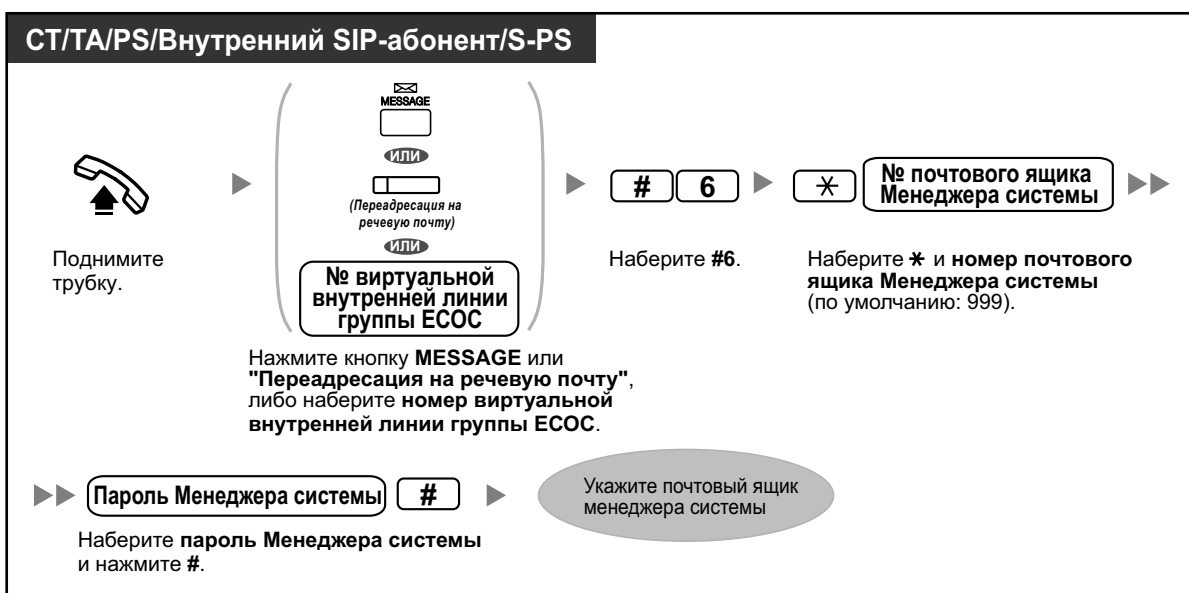 СТ/ТА/PS/Внутренний SIP-абонент/S-PS
MESSAGE
или
(Переадресация на
речевую почту)
или
№ виртуальной
внутренней линии
группы ЕСОС
# 6
✱ № почтового ящика
Менеджера системы
Поднимите
трубку.
Нажмите кнопку MESSAGE или
"Переадресация на речевую почту",
либо наберите номер виртуальной
внутренней линии группы ЕСОС.
Наберите #6.
Наберите ✱ и номер почтового
ящика Менеджера системы
(по умолчанию: 999).
Пароль Менеджера системы #
Наберите пароль Менеджера системы
и нажмите #.
Укажите почтовый ящик
менеджера системы